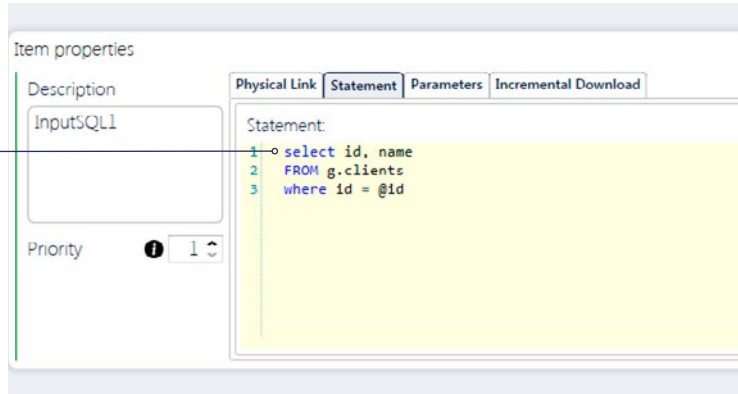 Item properties
Description
InputSQL1
Priority 1
Physical Link Statement Parameters Incremental Download
Statement:
1 select id, name
2 FROM g.clients
3 where id = @id